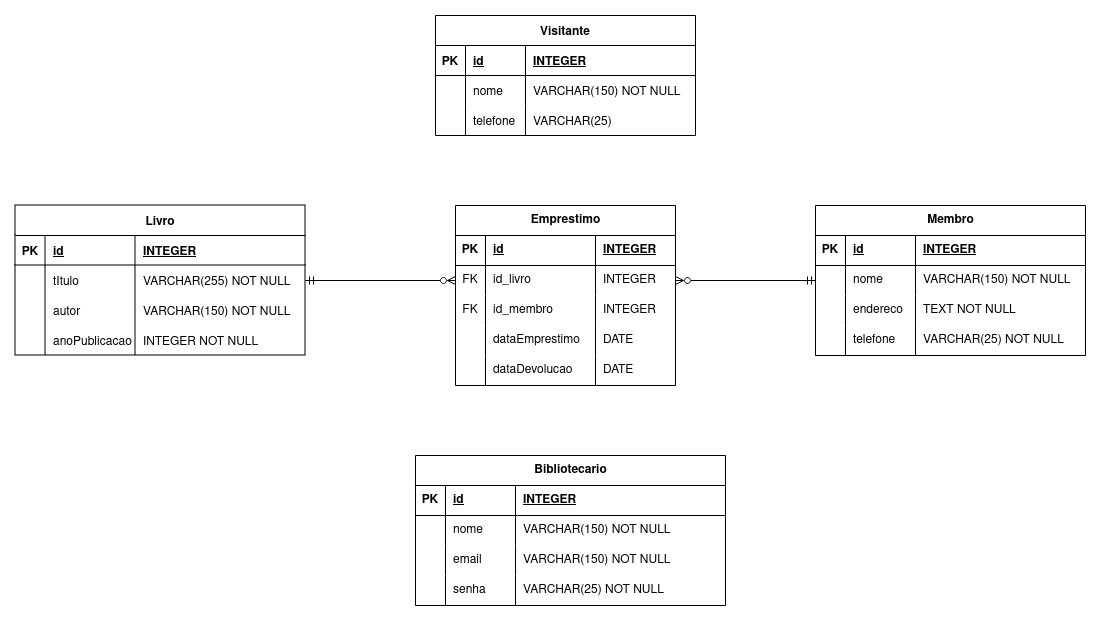 Visitante
PK id INTEGER
nome VARCHAR(150) NOT NULL
telefone VARCHAR(25)
Livro
PK id INTEGER
tItulo VARCHAR(255) NOT NULL
autor VARCHAR(150) NOT NULL
anoPublicacao INTEGER NOT NULL
Emprestimo
PK id INTEGER
FK id_livro INTEGER
FK id_membro INTEGER
dataEmprestimo DATE
dataDevolucao DATE
Membro
PK id INTEGER
nome VARCHAR(150) NOT NULL
endereco TEXT NOT NULL
telefone VARCHAR(25) NOT NULL
Bibliotecario
PK id INTEGER
nome VARCHAR(150) NOT NULL
email VARCHAR(150) NOT NULL
senha VARCHAR(25) NOT NULL